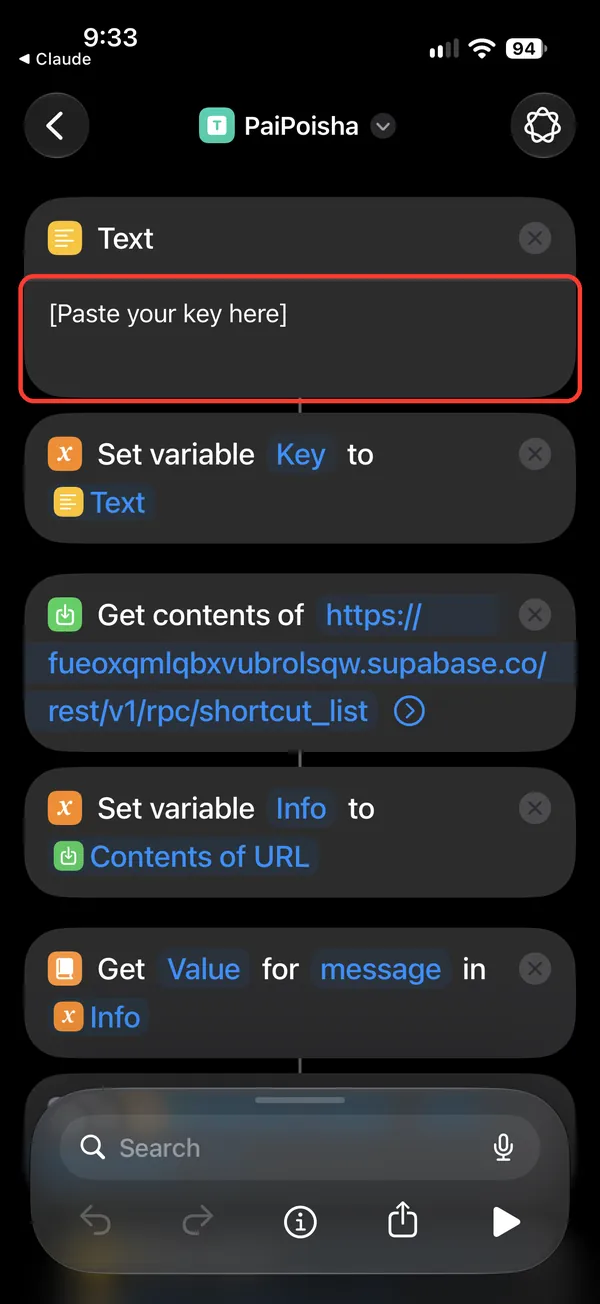 9:33
◀ Claude
94
T PaiPoisha
Text
[Paste your key here]
x Set variable Key to
Text
Get contents of https://
fueoxqmlqbxvubrolsqw.supabase.co/
rest/v1/rpc/shortcut_list
x Set variable Info to
Contents of URL
Get Value for message in
x Info
Search